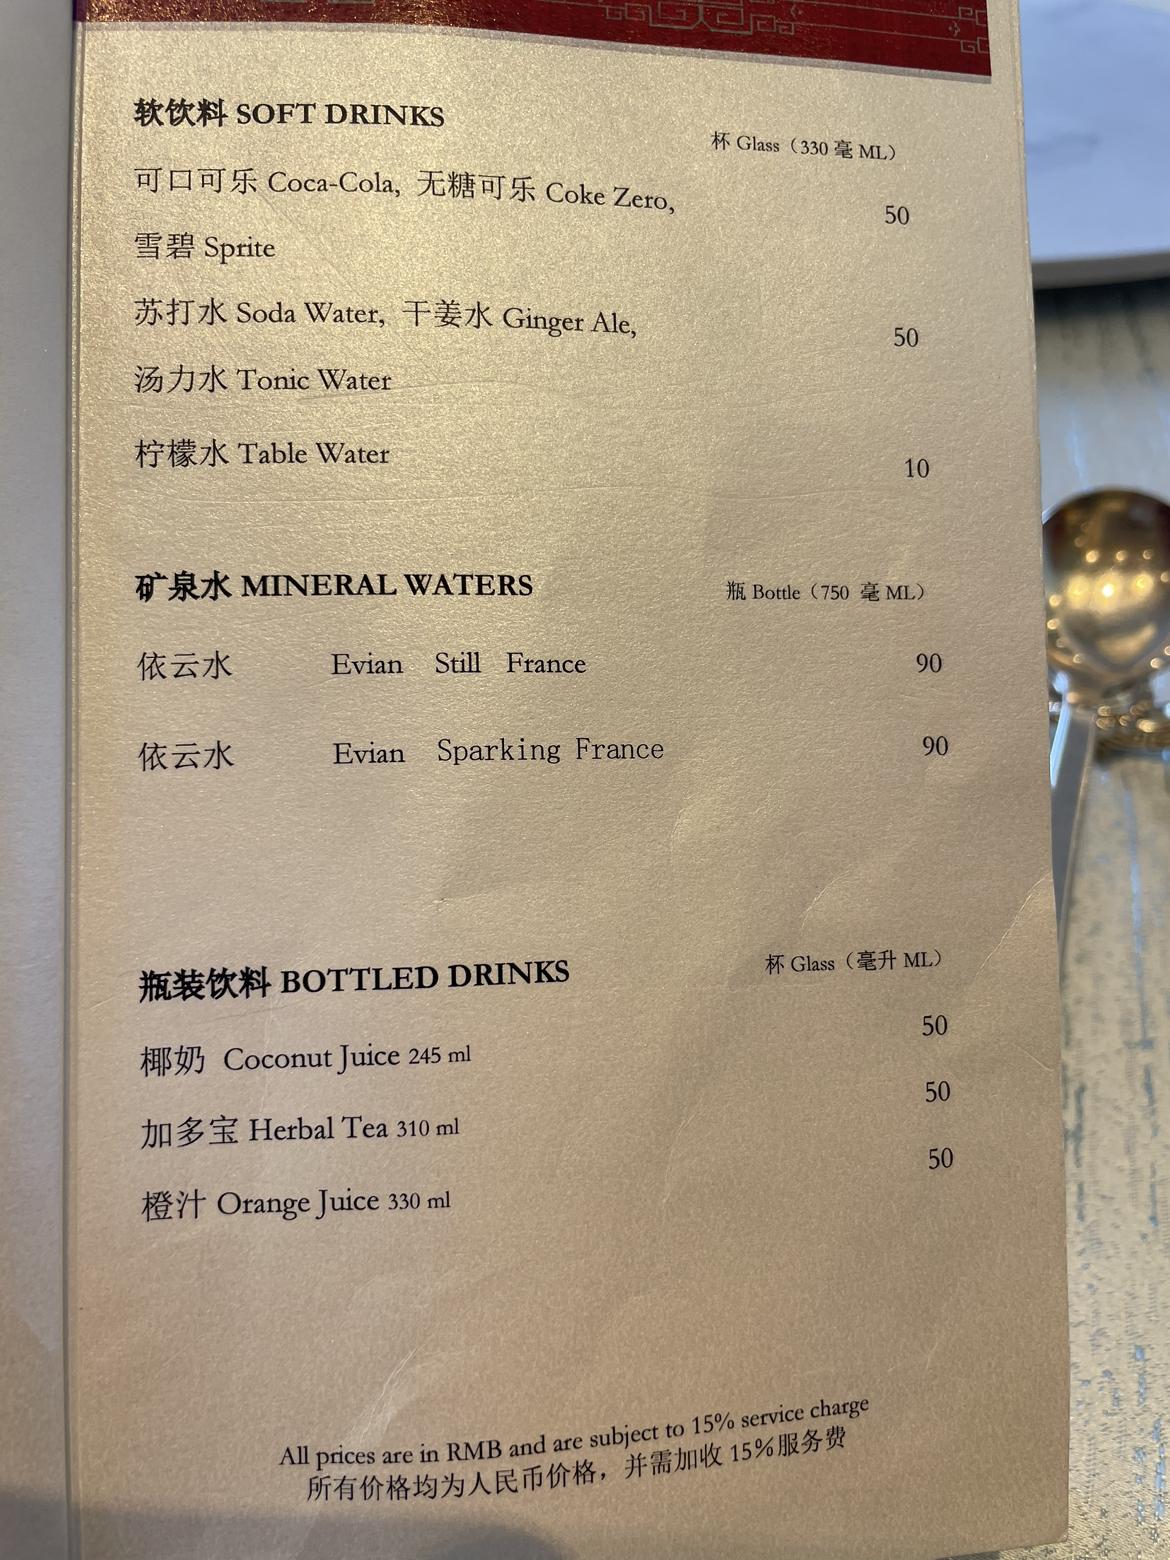 软饮料 SOFT DRINKS
杯 Glass（330 毫 ML）
可口可乐 Coca-Cola, 无糖可乐 Coke Zero,
50
雪碧 Sprite
苏打水 Soda Water, 干姜水 Ginger Ale,
50
汤力水 Tonic Water
柠檬水 Table Water
10
矿泉水 MINERAL WATERS
瓶 Bottle（750 毫 ML）
依云水 Evian Still France 90
依云水 Evian Sparking France 90
瓶装饮料 BOTTLED DRINKS
杯 Glass（毫升 ML）
50
椰奶 Coconut Juice 245 ml
50
加多宝 Herbal Tea 310 ml
50
橙汁 Orange Juice 330 ml
All prices are in RMB and are subject to 15% service charge
所有价格均为人民币价格，并需加收 15%服务费